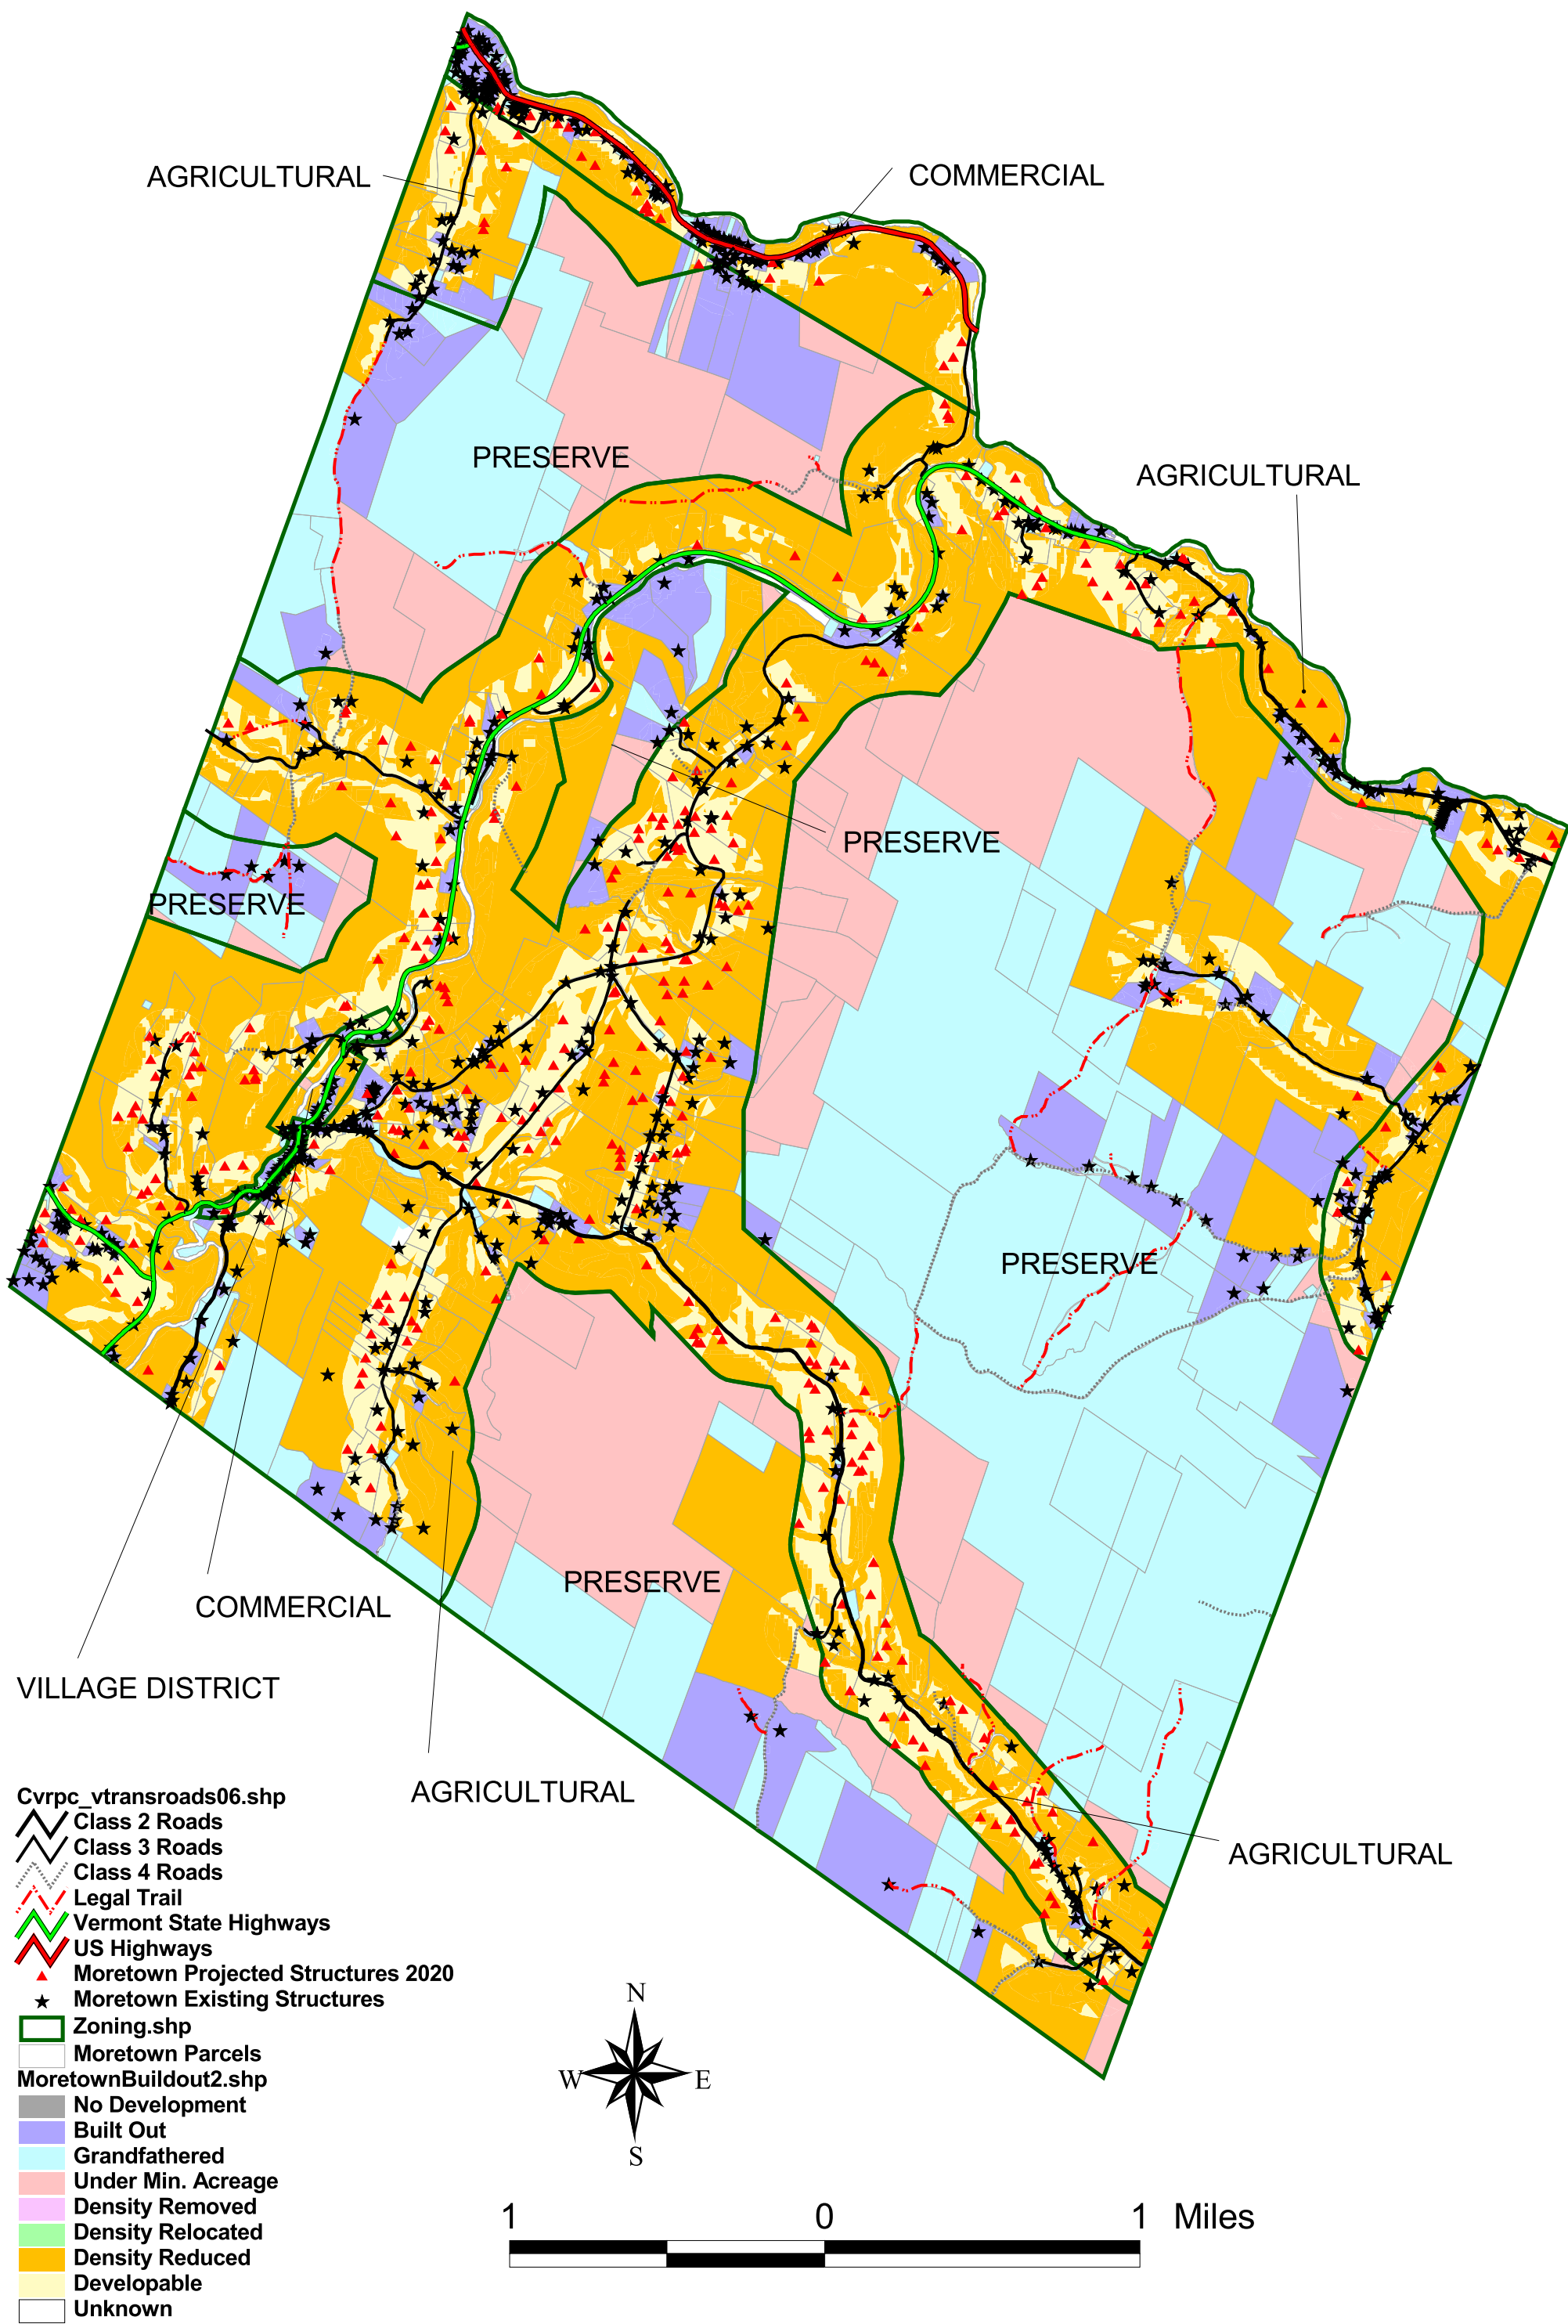 AGRICULTURAL
COMMERCIAL
PRESERVE
AGRICULTURAL
PRESERVE
PRESERVE
PRESERVE
PRESERVE
COMMERCIAL
VILLAGE DISTRICT
AGRICULTURAL
AGRICULTURAL
Cvrpc_vtransroads06.shp
Class 2 Roads
Class 3 Roads
Class 4 Roads
Legal Trail
Vermont State Highways
US Highways
Moretown Projected Structures 2020
Moretown Existing Structures
Zoning.shp
Moretown Parcels
MoretownBuildout2.shp
No Development
Built Out
Grandfathered
Under Min. Acreage
Density Removed
Density Relocated
Density Reduced
Developable
Unknown
N
W E
S
1 0 1 Miles